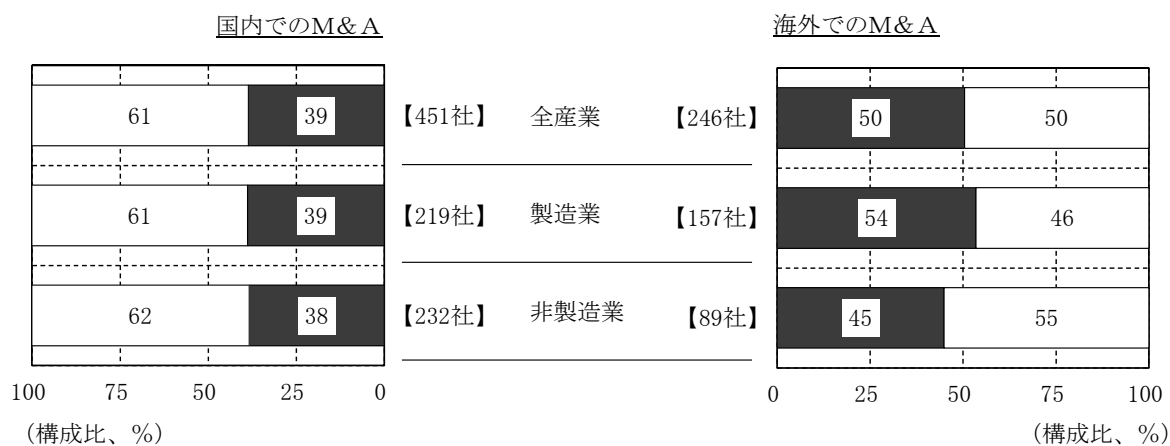 国内でのM&A 海外でのM&A
61 39 【451社】 全産業 【246社】 50 50
61 39 【219社】 製造業 【157社】 54 46
62 38 【232社】 非製造業 【89社】 45 55
100 75 50 25 0 0 25 50 75 100
（構成比、%） （構成比、%）